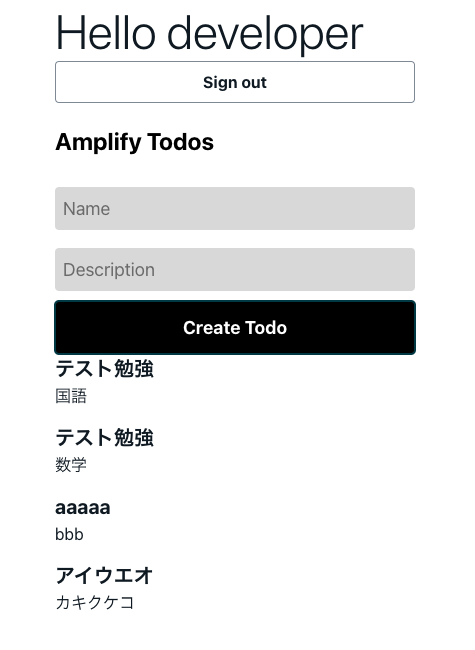 Hello developer
Sign out
Amplify Todos
Name
Description
Create Todo
テスト勉強
国語
テスト勉強
数学
aaaaa
bbb
アイウエオ
カキクケコ